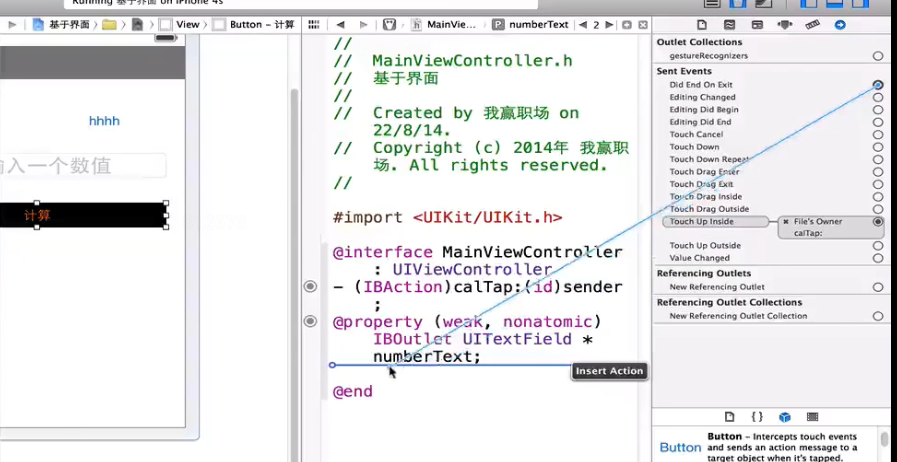 Running 基于界面 on iPhone 4s
基于界面 View Button - 计算
MainVie... numberText 2
hhhh
输入一个数值
计算
//
// MainViewController.h
// 基于界面
//
// Created by 我赢职场 on
22/8/14.
// Copyright (c) 2014年 我赢职
场. All rights reserved.
//
#import <UIKit/UIKit.h>
@interface MainViewController
: UIViewController
- (IBAction)calTap:(id)sender
;
@property (weak, nonatomic)
IBOutlet UITextField *
numberText;
Insert Action
@end
Outlet Collections
gestureRecognizers
Sent Events
Did End On Exit
Editing Changed
Editing Did Begin
Editing Did End
Touch Cancel
Touch Down
Touch Down Repeat
Touch Drag Enter
Touch Drag Exit
Touch Drag Inside
Touch Drag Outside
Touch Up Inside File's Owner
calTap:
Touch Up Outside
Value Changed
Referencing Outlets
New Referencing Outlet
Referencing Outlet Collections
New Referencing Outlet Collection
{}
Button
Button - Intercepts touch events
and sends an action message to a
target object when it's tapped.